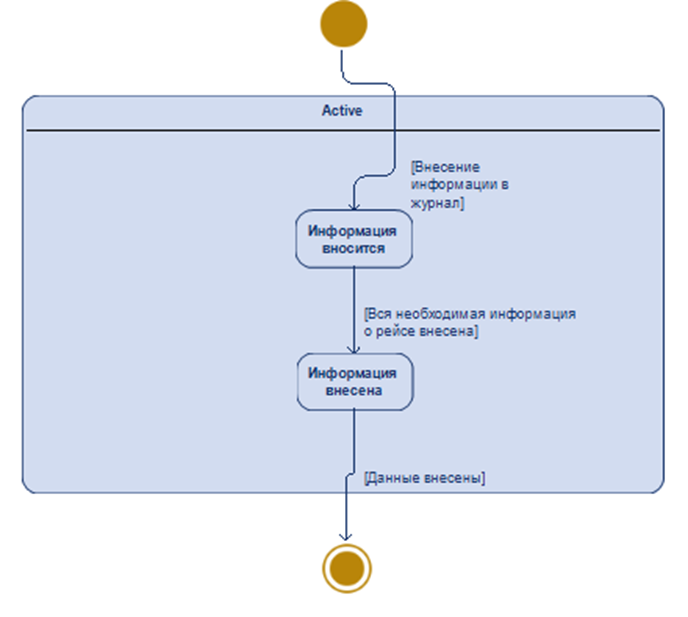 Active
[Внесение
информации в
журнал]
Информация
вносится
[Вся необходимая информация
о рейсе внесена]
Информация
внесена
[Данные внесены]